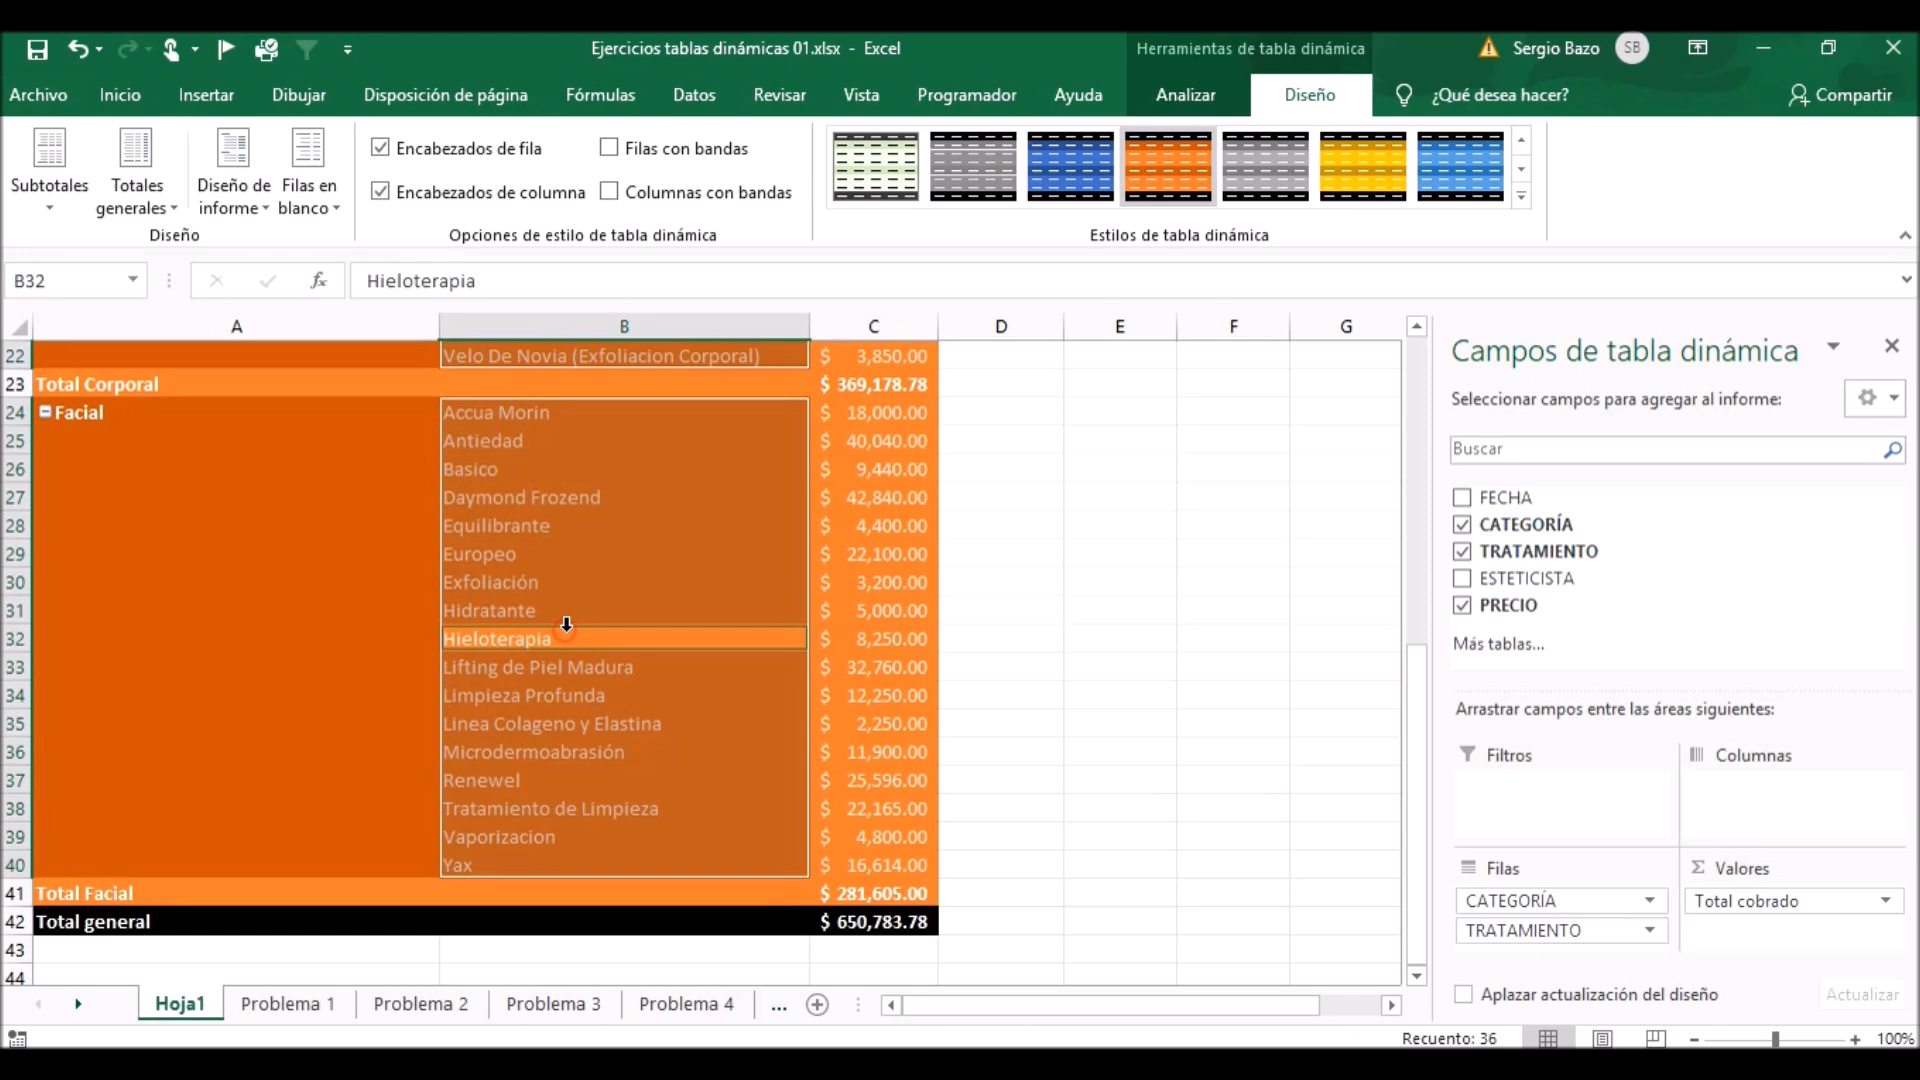 Ejercicios tablas dinámicas 01.xlsx - Excel
Herramientas de tabla dinámica
Sergio Bazo
SB
Archivo Inicio Insertar Dibujar Disposición de página Fórmulas Datos Revisar Vista Programador Ayuda Analizar Diseño ¿Qué desea hacer? Compartir
Subtotales
Totales generales
Diseño de informe
Filas en blanco
Diseño
Encabezados de fila
Filas con bandas
Encabezados de columna
Columnas con bandas
Opciones de estilo de tabla dinámica
Estilos de tabla dinámica
B32 fx Hieloterapia
A B C D E F G
22 Velo De Novia (Exfoliacion Corporal) $ 3,850.00
23 Total Corporal $ 369,178.78
24 Facial Accua Morin $ 18,000.00
25 Antiedad $ 40,040.00
26 Basico $ 9,440.00
27 Daymond Frozend $ 42,840.00
28 Equilibrante $ 4,400.00
29 Europeo $ 22,100.00
30 Exfoliación $ 3,200.00
31 Hidratante $ 5,000.00
32 Hieloterapia $ 8,250.00
33 Lifting de Piel Madura $ 32,760.00
34 Limpieza Profunda $ 12,250.00
35 Linea Colageno y Elastina $ 2,250.00
36 Microdermoabrasión $ 11,900.00
37 Renewel $ 25,596.00
38 Tratamiento de Limpieza $ 22,165.00
39 Vaporizacion $ 4,800.00
40 Yax $ 16,614.00
41 Total Facial $ 281,605.00
42 Total general $ 650,783.78
43
44
Campos de tabla dinámica
Seleccionar campos para agregar al informe:
Buscar
FECHA
CATEGORÍA
TRATAMIENTO
ESTETICISTA
PRECIO
Más tablas...
Arrastrar campos entre las áreas siguientes:
Filtros
Columnas
Filas
Σ Valores
CATEGORÍA
Total cobrado
TRATAMIENTO
Aplazar actualización del diseño
Actualizar
Hoja1 Problema 1 Problema 2 Problema 3 Problema 4 ...
Recuento: 36
100%